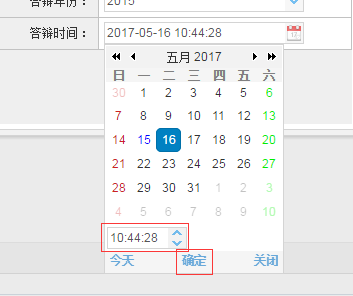 答辩年份： 2015
答辩时间： 2017-05-16 10:44:28
五月 2017
日 一 二 三 四 五 六
30 1 2 3 4 5 6
7 8 9 10 11 12 13
14 15 16 17 18 19 20
21 22 23 24 25 26 27
28 29 30 31 1 2 3
4 5 6 7 8 9 10
10:44:28
今天 确定 关闭